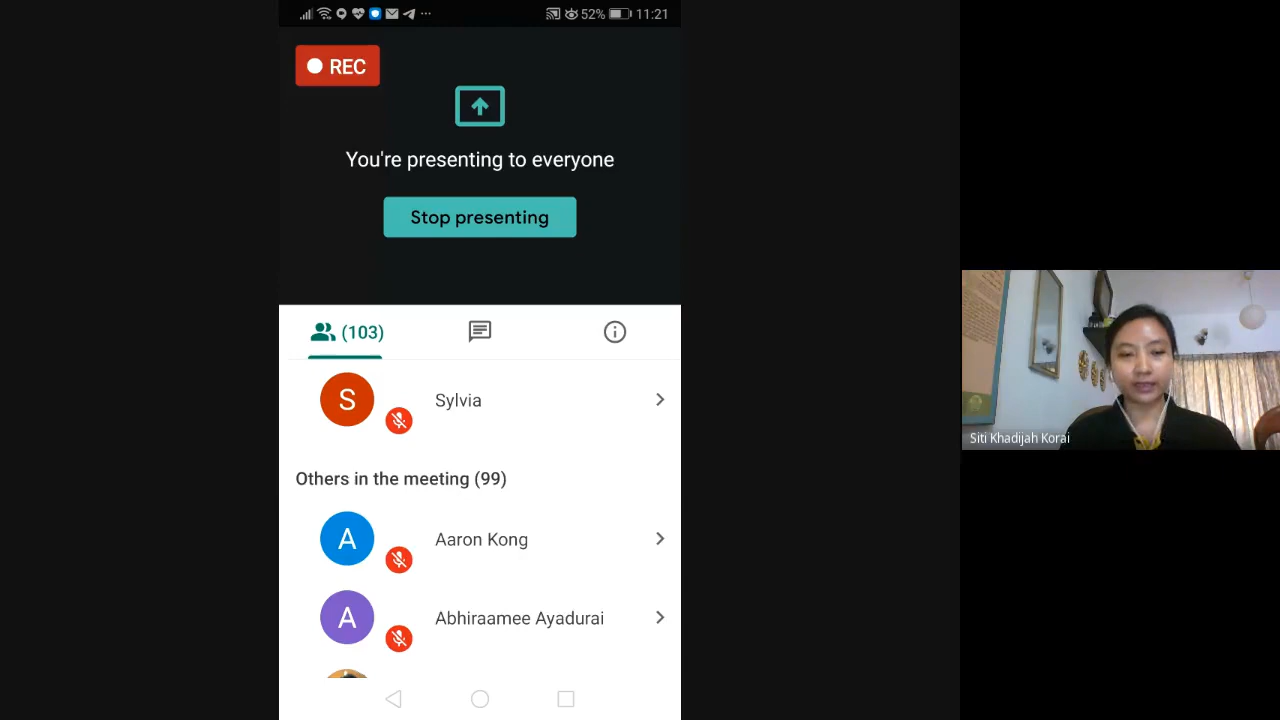 52% 11:21
REC
You're presenting to everyone
Stop presenting
(103)
S Sylvia
Others in the meeting (99)
A Aaron Kong
A Abhiraamee Ayadurai
Siti Khadijah Korai